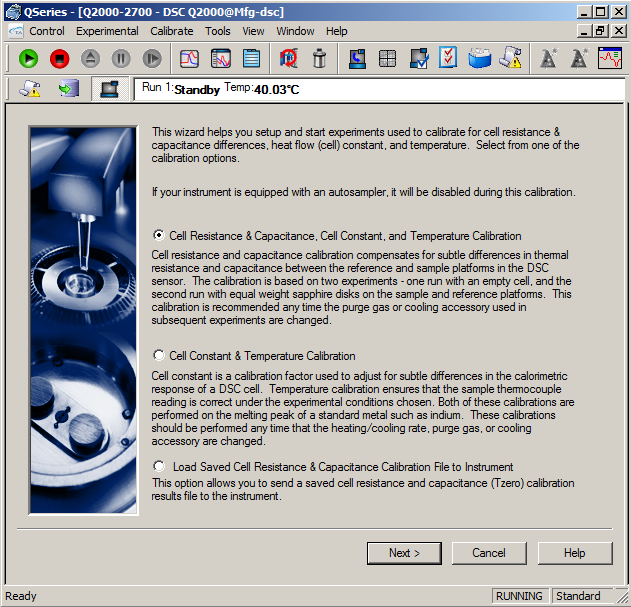 QSeries - [Q2000-2700 - DSC Q2000@Mfg-dsc]
Control Experimental Calibrate Tools View Window Help
Run 1: Standby Temp: 40.03°C
This wizard helps you setup and start experiments used to calibrate for cell resistance &
capacitance differences, heat flow (cell) constant, and temperature. Select from one of the
calibration options.
If your instrument is equipped with an autosampler, it will be disabled during this calibration.
Cell Resistance & Capacitance, Cell Constant, and Temperature Calibration
Cell resistance and capacitance calibration compensates for subtle differences in thermal
resistance and capacitance between the reference and sample platforms in the DSC
sensor. The calibration is based on two experiments - one run with an empty cell, and the
second run with equal weight sapphire disks on the sample and reference platforms. This
calibration is recommended any time the purge gas or cooling accessory used in
subsequent experiments are changed.
Cell Constant & Temperature Calibration
Cell constant is a calibration factor used to adjust for subtle differences in the calorimetric
response of a DSC cell. Temperature calibration ensures that the sample thermocouple
reading is correct under the experimental conditions chosen. Both of these calibrations are
performed on the melting peak of a standard metal such as indium. These calibrations
should be performed any time that the heating/cooling rate, purge gas, or cooling
accessory are changed.
Load Saved Cell Resistance & Capacitance Calibration File to Instrument
This option allows you to send a saved cell resistance and capacitance (Tzero) calibration
results file to the instrument.
Next > Cancel Help
Ready RUNNING Standard